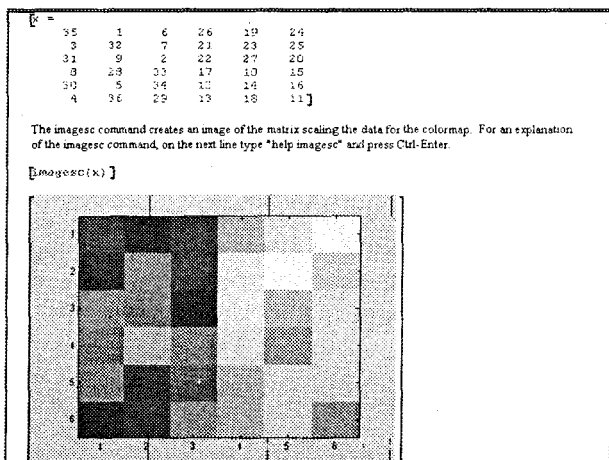 x =
35 1 6 26 19 24
3 32 7 21 23 25
31 9 2 22 27 20
8 28 33 17 10 15
30 5 34 12 14 16
4 36 29 13 18 11]
The imagesc command creates an image of the matrix scaling the data for the colormap. For an explanation
of the imagesc command, on the next line type "help imagesc" and press Ctrl-Enter.
[imagesc(x)]
1
2
3
4
5
6
1 2 3 4 5 6